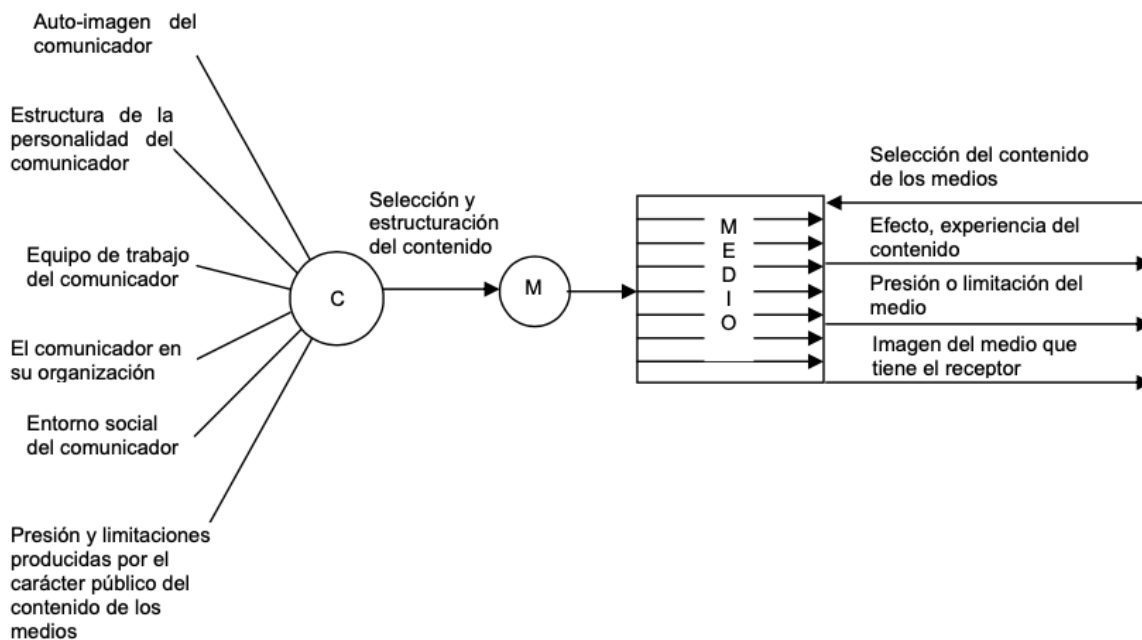 Auto-imagen del
comunicador
Estructura de la
personalidad del
comunicador
Equipo de trabajo
del comunicador
El comunicador en
su organización
Entorno social
del comunicador
Presión y limitaciones
producidas por el
carácter público del
contenido de los
medios
C
Selección y
estructuración
del contenido
M
M
E
D
I
O
Selección del contenido
de los medios
Efecto, experiencia del
contenido
Presión o limitación del
medio
Imagen del medio que
tiene el receptor